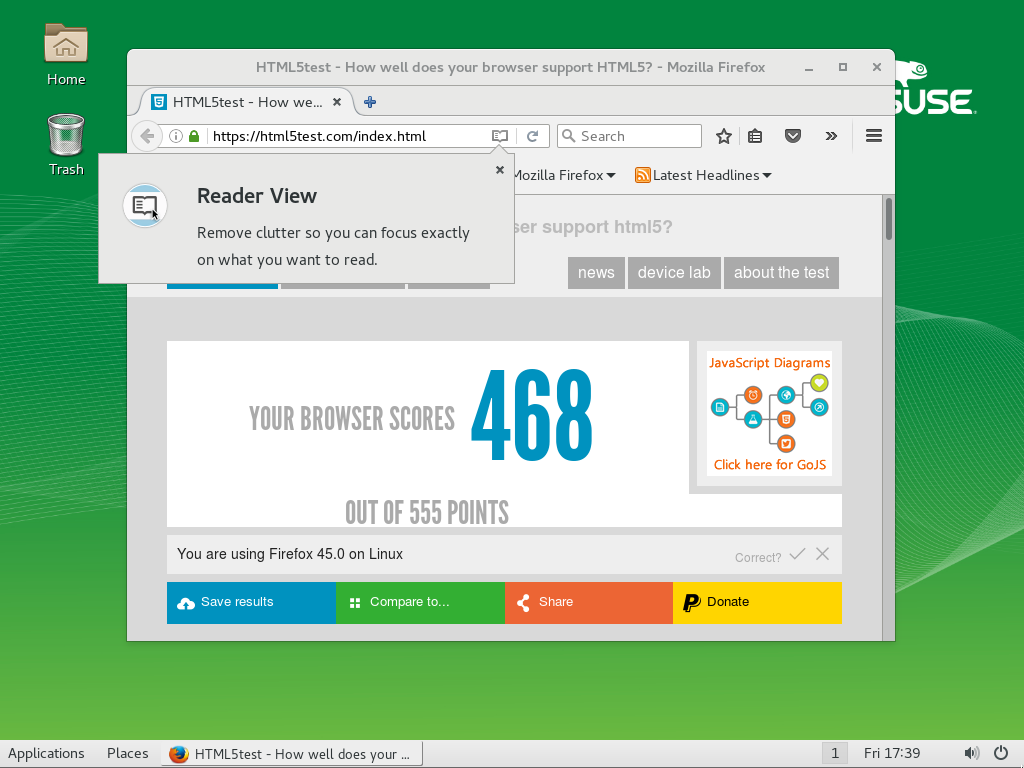 Home
Trash
SUSE
HTML5test - How well does your browser support HTML5? - Mozilla Firefox
HTML5test - How we...
https://html5test.com/index.html
Search
Mozilla Firefox
Latest Headlines
Reader View
Remove clutter so you can focus exactly
on what you want to read.
support html5?
news
device lab
about the test
YOUR BROWSER SCORES 468
OUT OF 555 POINTS
JavaScript Diagrams
Click here for GoJS
You are using Firefox 45.0 on Linux
Correct?
Save results
Compare to...
Share
Donate
Applications
Places
HTML5test - How well does your ...
1
Fri 17:39